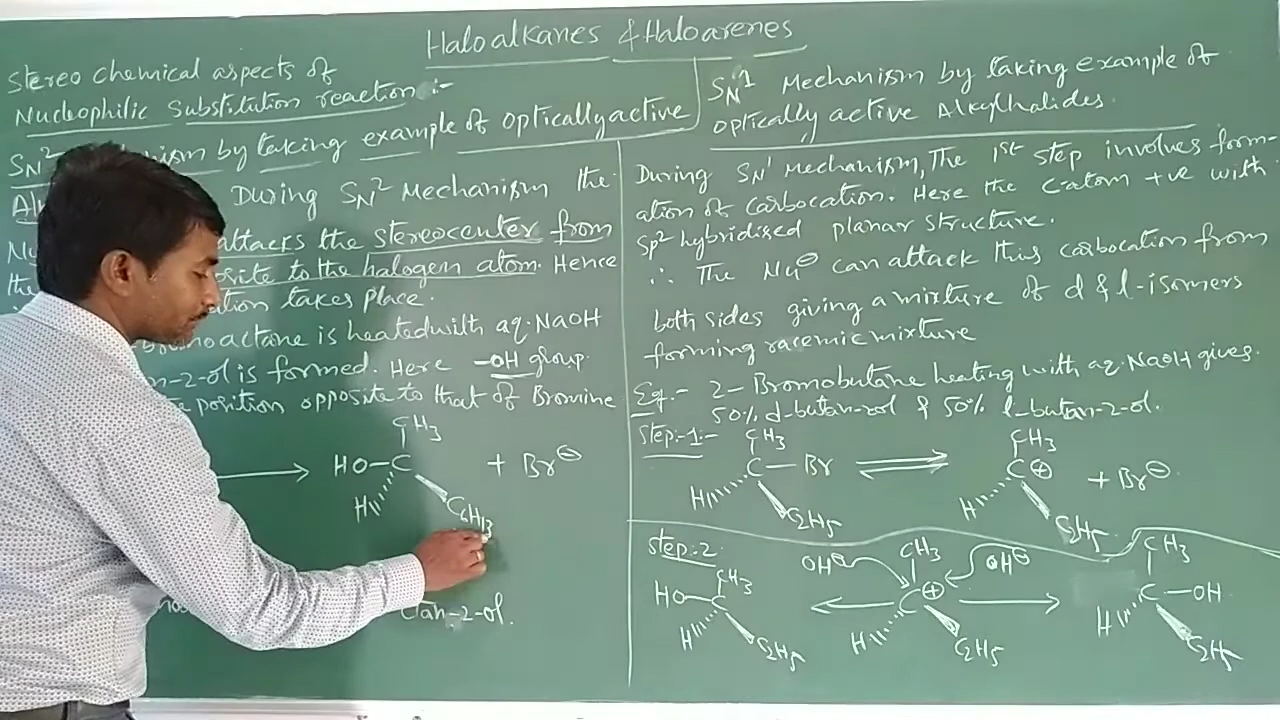 Haloalkanes & Haloarenes
Stereo chemical aspects of
Nucleophilic Substitution reaction :-
SN2 by taking example of optically active
During SN2 Mechanism the
attacks the stereocenter from
the to the halogen atom. Hence
takes place.
is heated with aq. NaOH
n-2-ol is formed. Here -OH group
position opposite to that of Bromine
CH3
HO-C + Br⊖
H C6H13
tan-2-ol.
SN1 Mechanism by taking example of
optically active Alkylhalides.
During SN1 Mechanism, The 1st step involves form-
ation of Carbocation. Here the C-atom +ve with
sp2 hybridised planar structure.
∴ The Nu⊖ can attack this carbocation from
both sides giving a mixture of d & l-isomers
forming racemic mixture
Eg:- 2-Bromobutane heating with aq. NaOH gives
50% d-butan-2ol & 50% l-butan-2-ol.
Step:-1:-
CH3 CH3
C-Br ⇌ C⊕ + Br⊖
H C2H5 H C2H5
Step:-2
OH⊖ CH3 OH⊖ CH3
CH3
HO-C ← C⊕ → C-OH
H C2H5 H C2H5 H C2H5